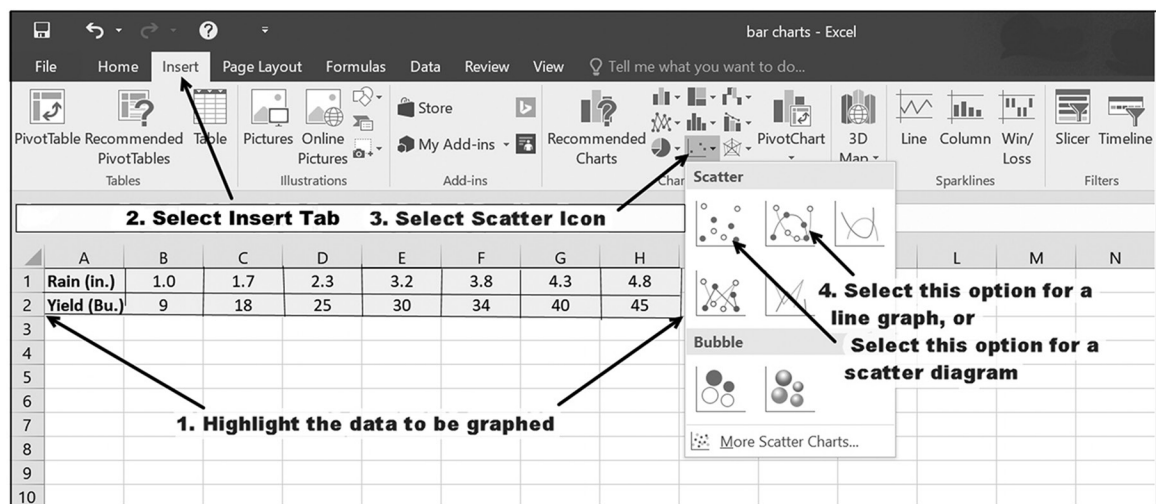 bar charts - Excel
File Home Insert Page Layout Formulas Data Review View Tell me what you want to do...
PivotTable Recommended PivotTables Table
Tables
Pictures Online Pictures
Illustrations
Store
My Add-ins
Add-ins
Recommended Charts
PivotChart
3D Map
Line Column Win/Loss
Sparklines
Slicer Timeline
Filters
2. Select Insert Tab 3. Select Scatter Icon
Scatter
A B C D E F G H L M N
1 Rain (in.) 1.0 1.7 2.3 3.2 3.8 4.3 4.8
2 Yield (Bu.) 9 18 25 30 34 40 45
3
4
5
6
7
8
9
10
4. Select this option for a
line graph, or
Select this option for a
scatter diagram
Bubble
1. Highlight the data to be graphed
More Scatter Charts...